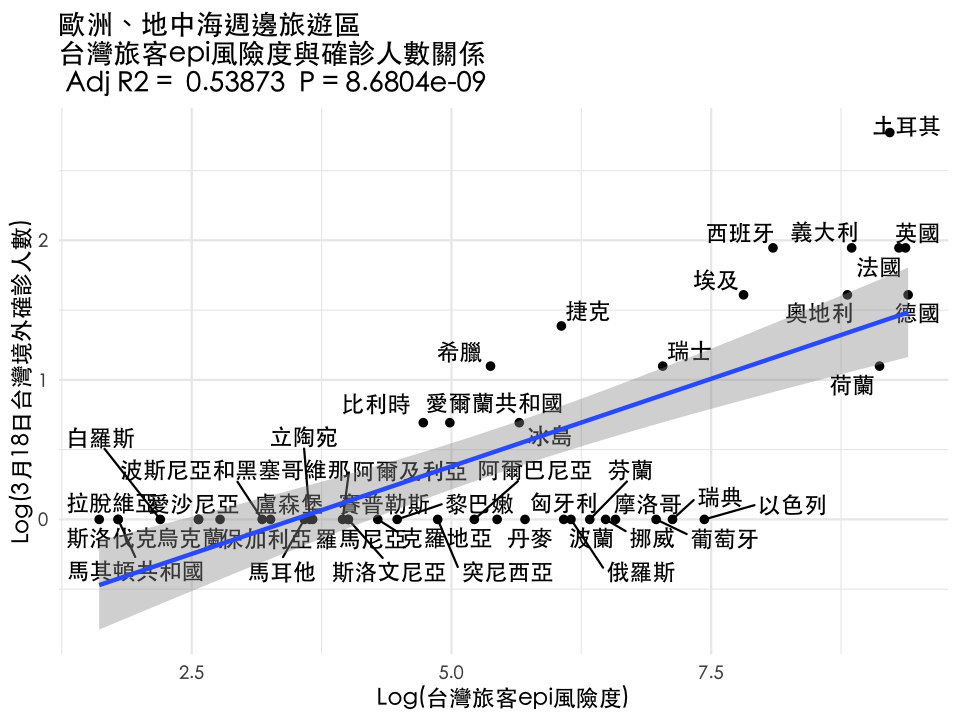 歐洲、地中海週邊旅遊區
台灣旅客epi風險度與確診人數關係
Adj R2 = 0.53873 P = 8.6804e-09
土耳其
西班牙 義大利 英國
法國
埃及
奧地利 德國
捷克
希臘 瑞士
荷蘭
比利時 愛爾蘭共和國
冰島
白羅斯 立陶宛
波斯尼亞和黑塞哥維那 阿爾及利亞 阿爾巴尼亞 芬蘭
拉脫維亞 愛沙尼亞 盧森堡 賽普勒斯 黎巴嫩 匈牙利 摩洛哥 瑞典 以色列
斯洛伐克 烏克蘭 保加利亞 羅馬尼亞 克羅地亞 丹麥 波蘭 挪威 葡萄牙
馬其頓共和國 馬耳他 斯洛文尼亞 突尼西亞 俄羅斯
2
1
0
2.5 5.0 7.5
Log(台灣旅客epi風險度)
Log(3月18日台灣境外確診人數)